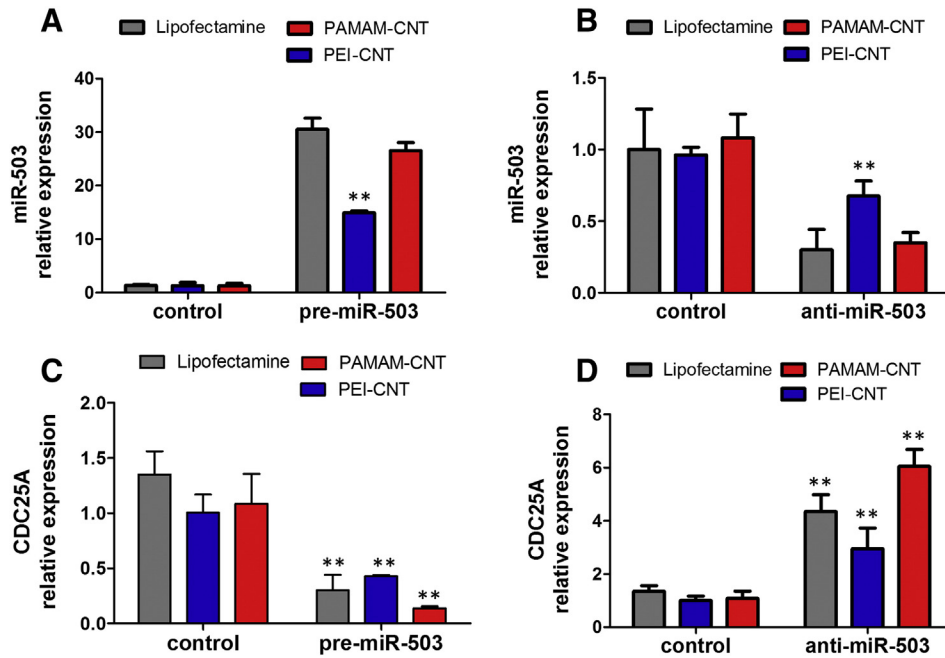 A
Lipofectamine
PAMAM-CNT
PEI-CNT
miR-503
relative expression
40
30
20
10
0
**
control
pre-miR-503
B
Lipofectamine
PAMAM-CNT
PEI-CNT
miR-503
relative expression
1.5
1.0
0.5
0.0
**
control
anti-miR-503
C
Lipofectamine
PAMAM-CNT
PEI-CNT
CDC25A
relative expression
2.0
1.5
1.0
0.5
0.0
**
**
**
control
pre-miR-503
D
Lipofectamine
PAMAM-CNT
PEI-CNT
CDC25A
relative expression
8
6
4
2
0
**
**
**
control
anti-miR-503